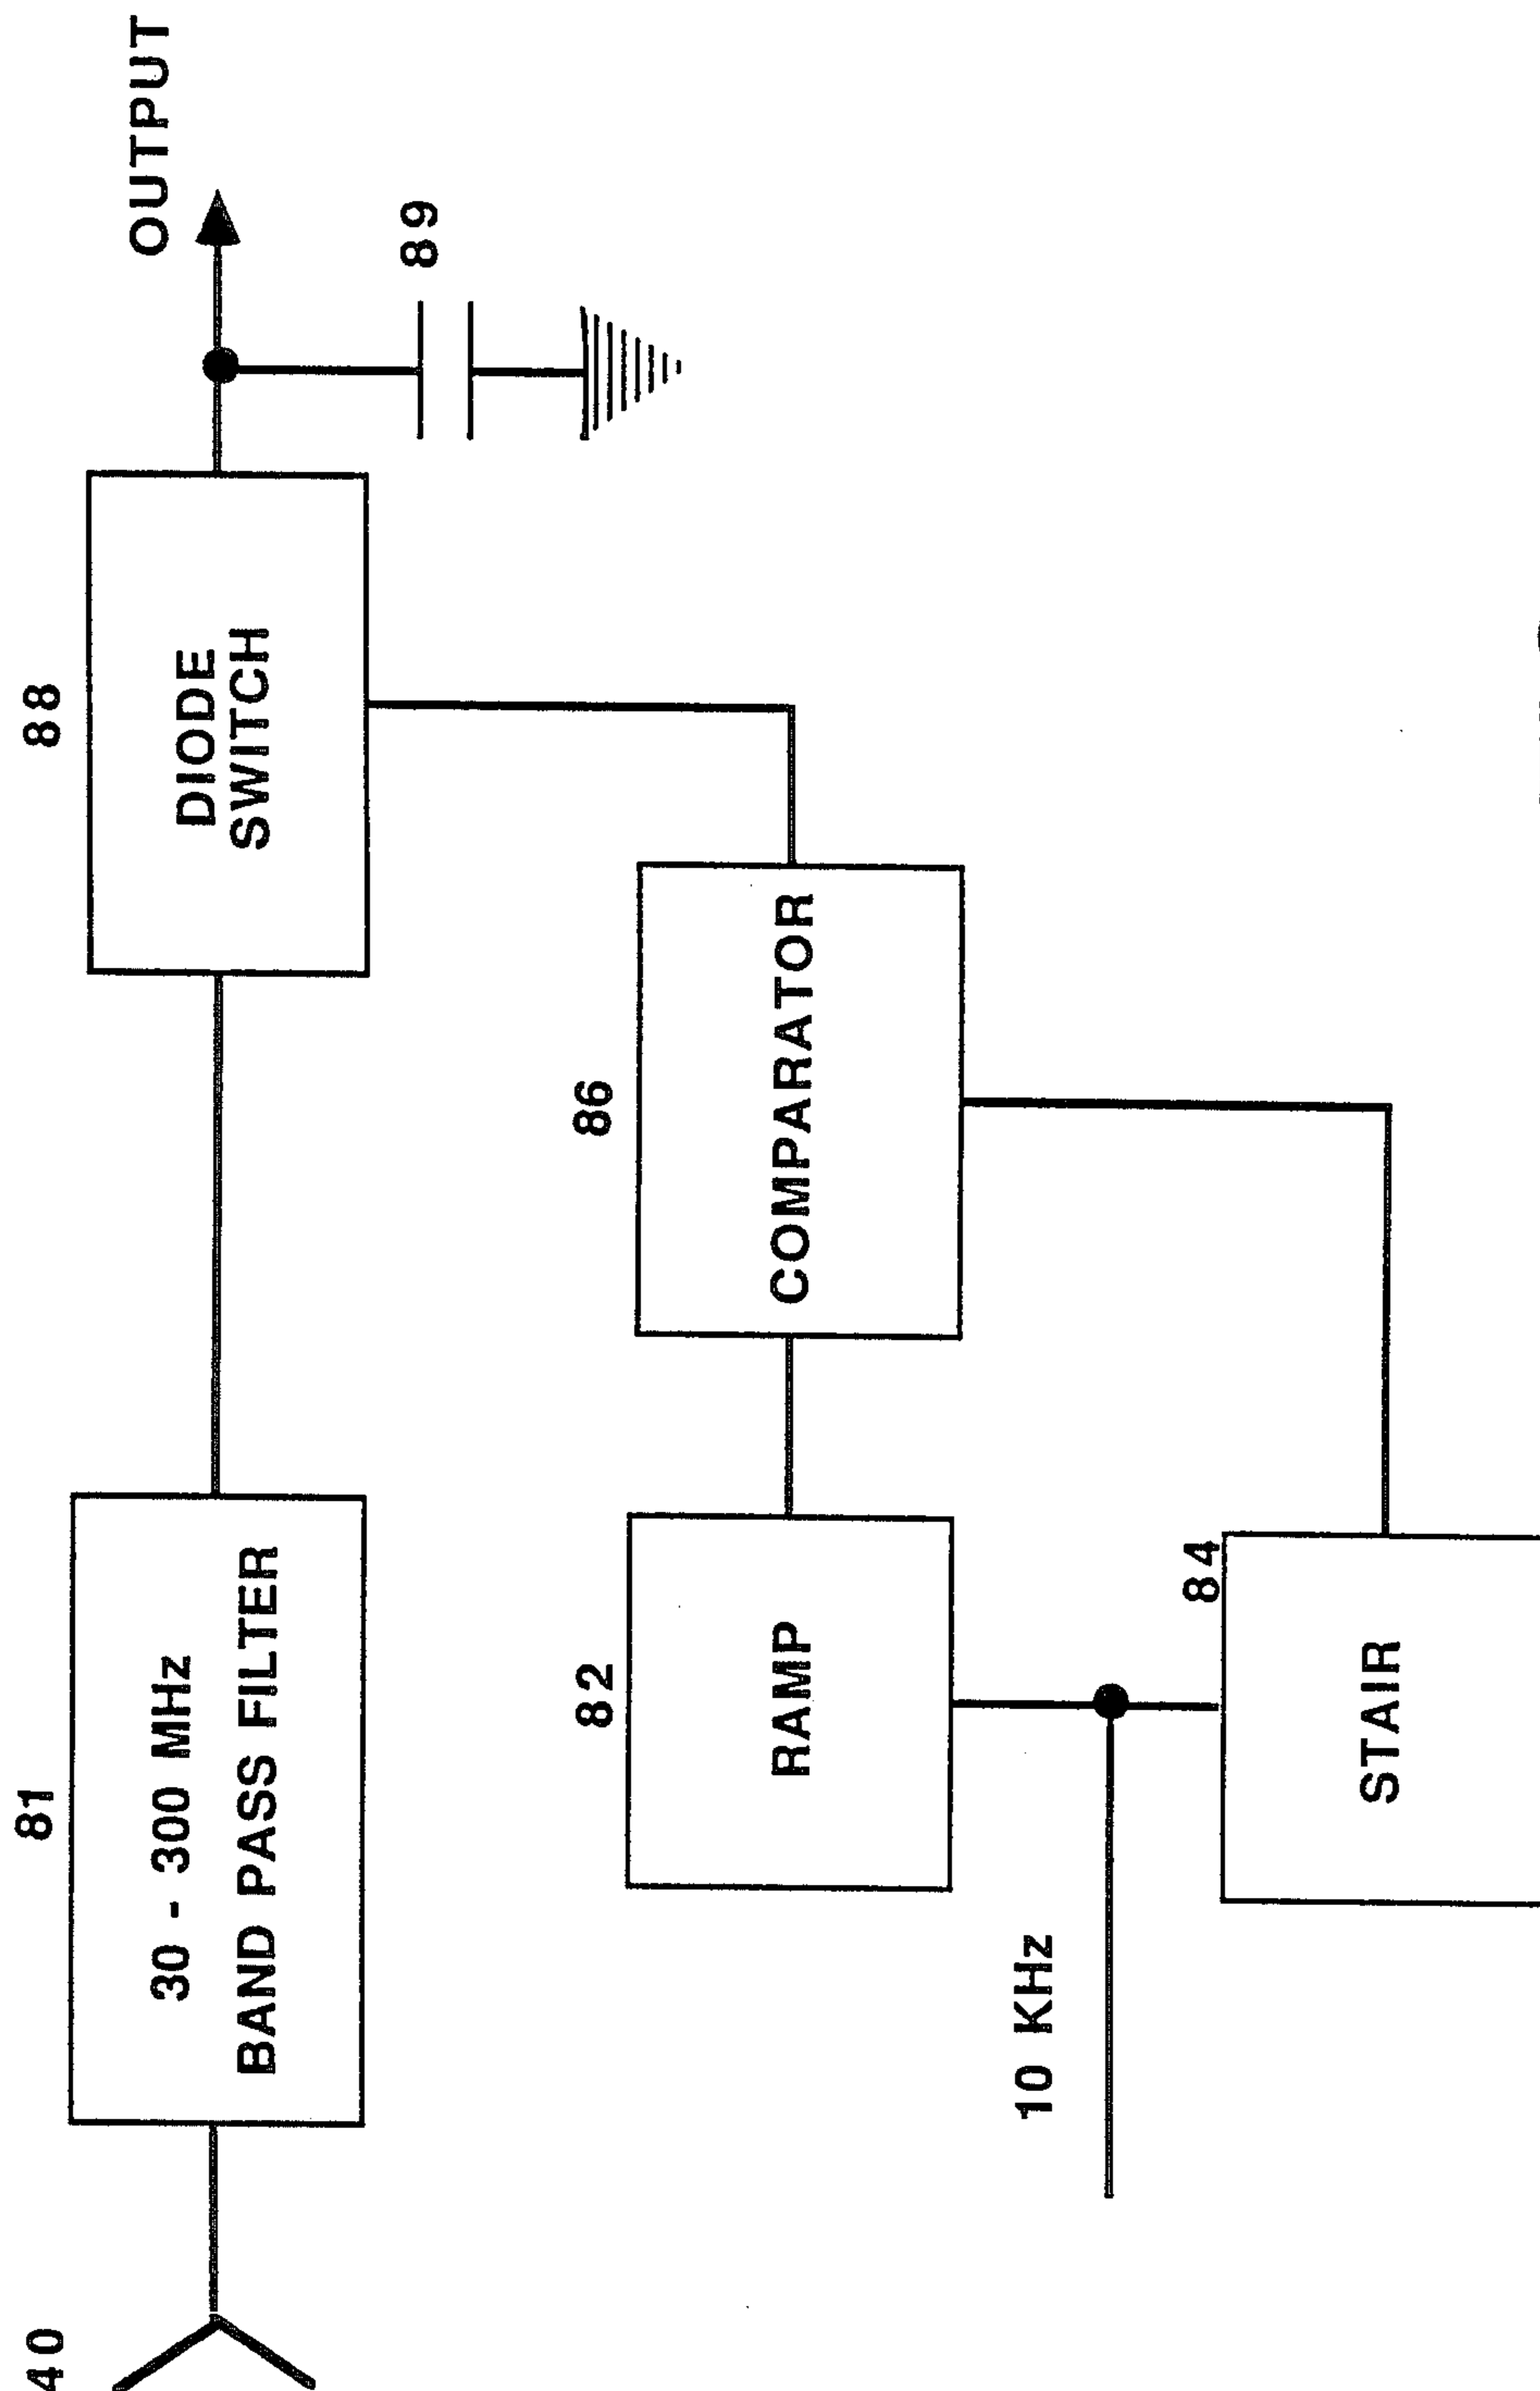 40
81
30 - 300 MHz
BAND PASS FILTER
88
DIODE
SWITCH
OUTPUT
89
82
RAMP
86
COMPARATOR
10 KHz
84
STAIR